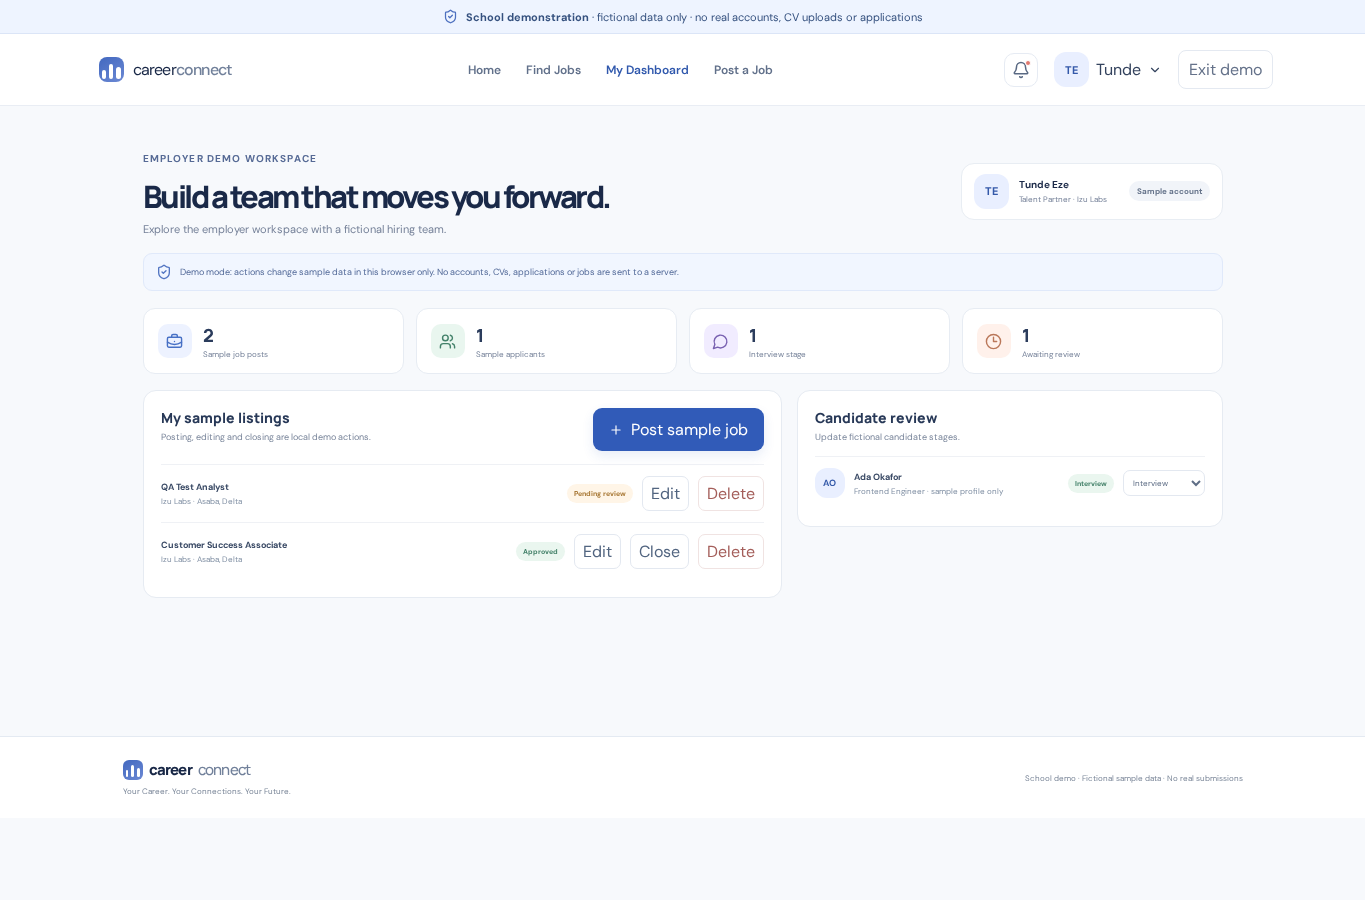 School demonstration · fictional data only · no real accounts, CV uploads or applications
careerconnect
Home
Find Jobs
My Dashboard
Post a Job
TE
Tunde
Exit demo
EMPLOYER DEMO WORKSPACE
Build a team that moves you forward.
Explore the employer workspace with a fictional hiring team.
TE
Tunde Eze
Talent Partner · Izu Labs
Sample account
Demo mode: actions change sample data in this browser only. No accounts, CVs, applications or jobs are sent to a server.
2
Sample job posts
1
Sample applicants
1
Interview stage
1
Awaiting review
My sample listings
Posting, editing and closing are local demo actions.
+ Post sample job
QA Test Analyst
Izu Labs · Asaba, Delta
Pending review
Edit
Delete
Customer Success Associate
Izu Labs · Asaba, Delta
Approved
Edit
Close
Delete
Candidate review
Update fictional candidate stages.
AO
Ada Okafor
Frontend Engineer · sample profile only
Interview
Interview
career connect
Your Career. Your Connections. Your Future.
School demo · Fictional sample data · No real submissions